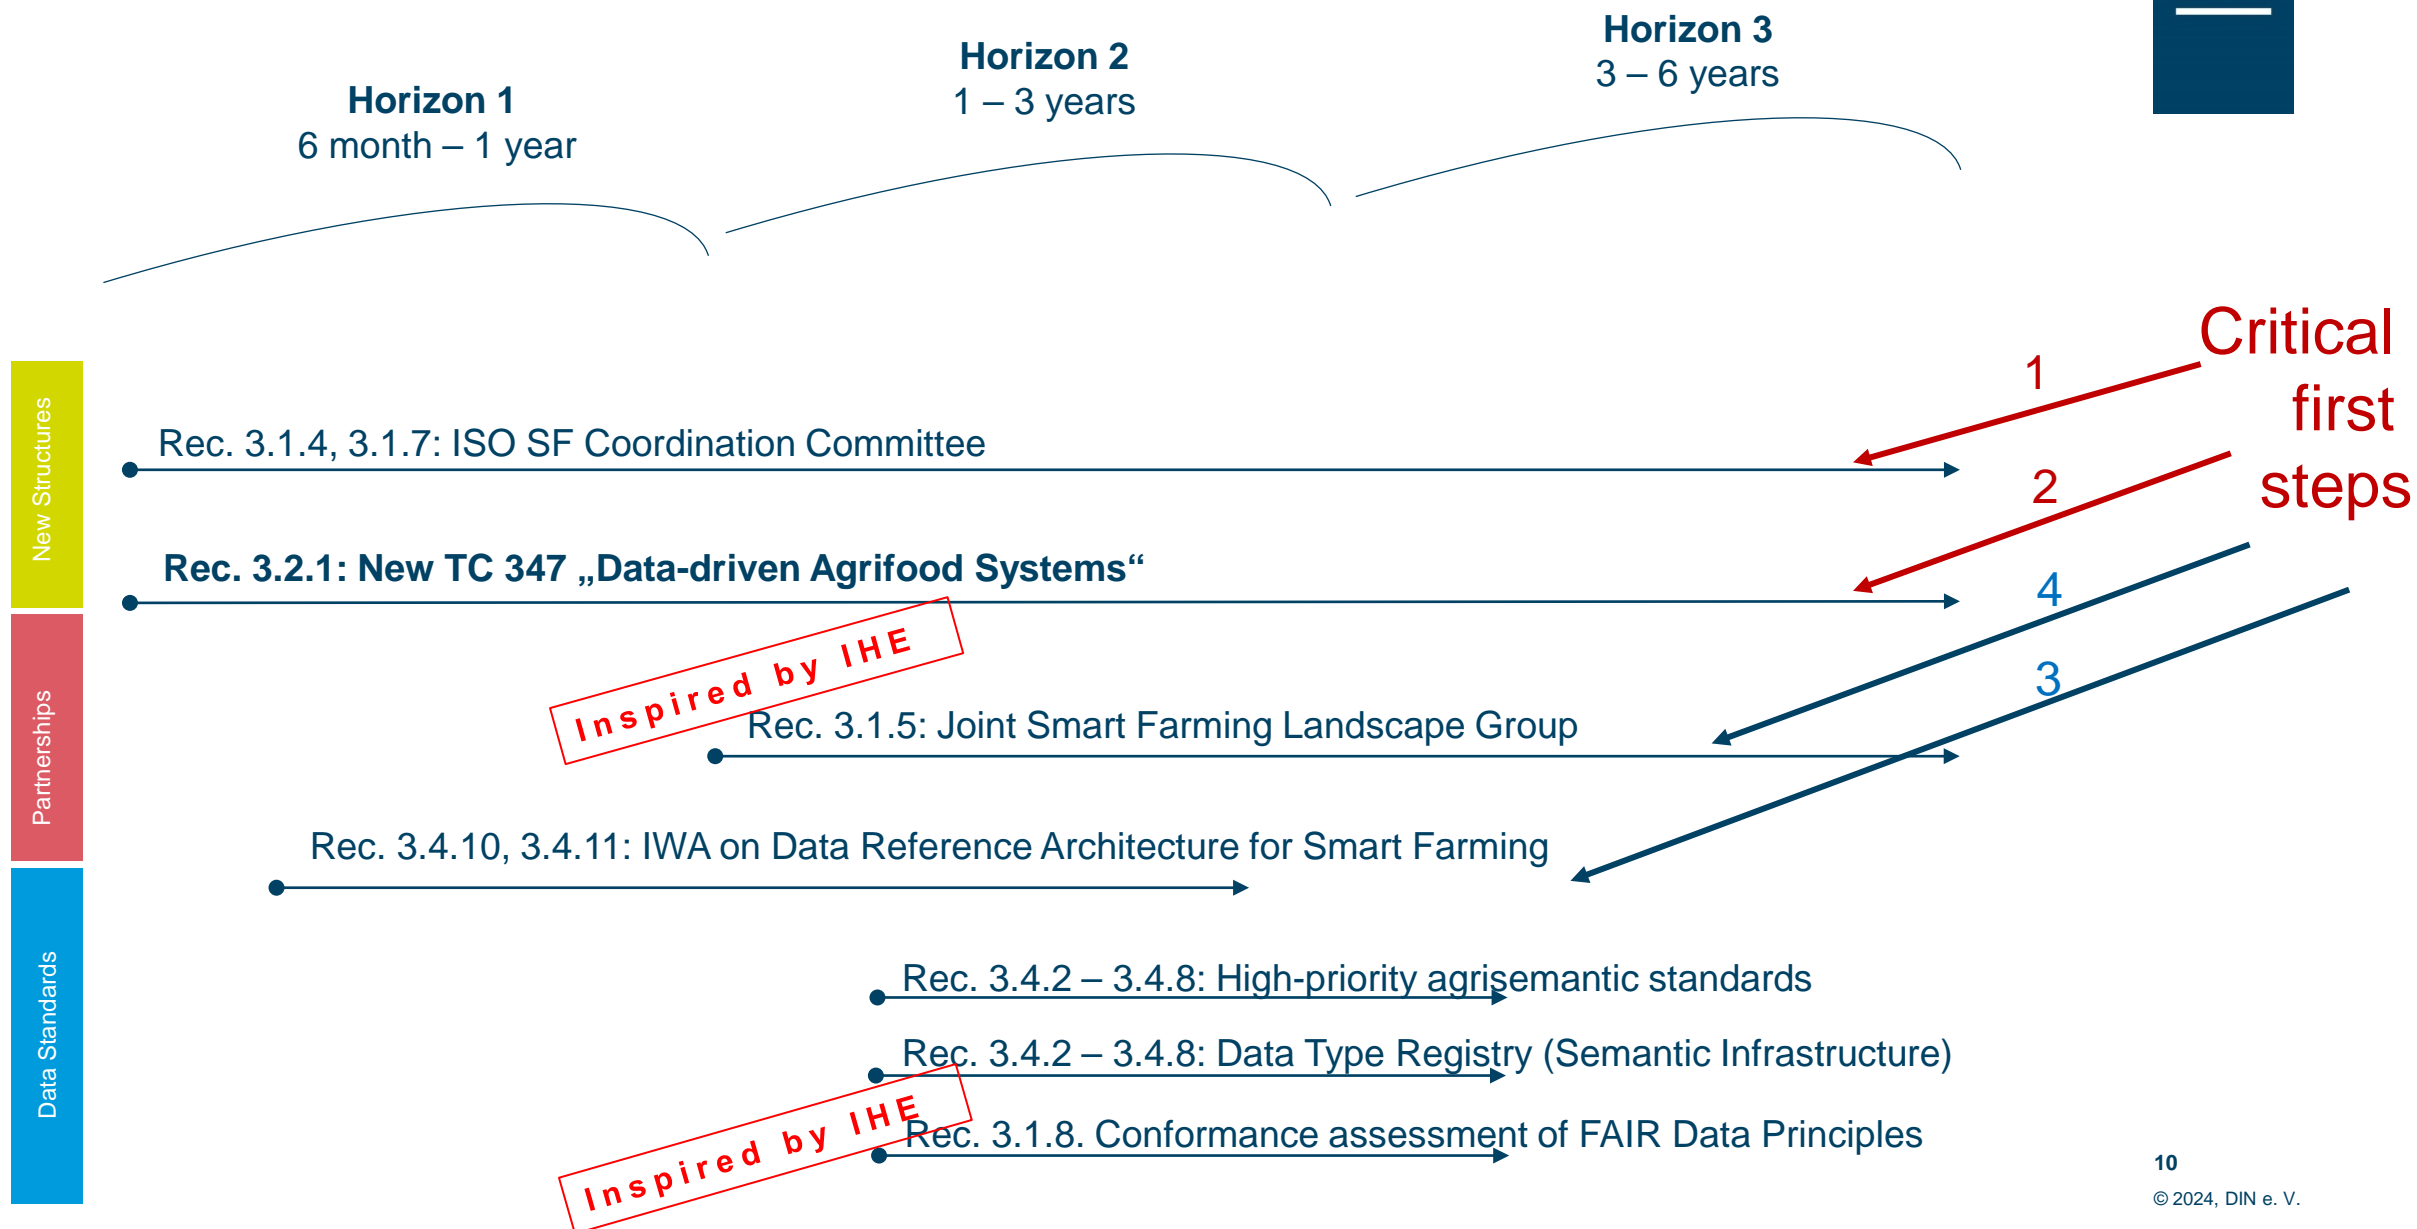 Horizon 1
6 month – 1 year
Horizon 2
1 – 3 years
Horizon 3
3 – 6 years
Critical
first
steps
1
2
4
3
New Structures
Rec. 3.1.4, 3.1.7: ISO SF Coordination Committee
Rec. 3.2.1: New TC 347 „Data-driven Agrifood Systems“
Partnerships
Inspired by IHE
Rec. 3.1.5: Joint Smart Farming Landscape Group
Rec. 3.4.10, 3.4.11: IWA on Data Reference Architecture for Smart Farming
Data Standards
Rec. 3.4.2 – 3.4.8: High-priority agrisemantic standards
Rec. 3.4.2 – 3.4.8: Data Type Registry (Semantic Infrastructure)
Inspired by IHE
Rec. 3.1.8. Conformance assessment of FAIR Data Principles
10
© 2024, DIN e. V.